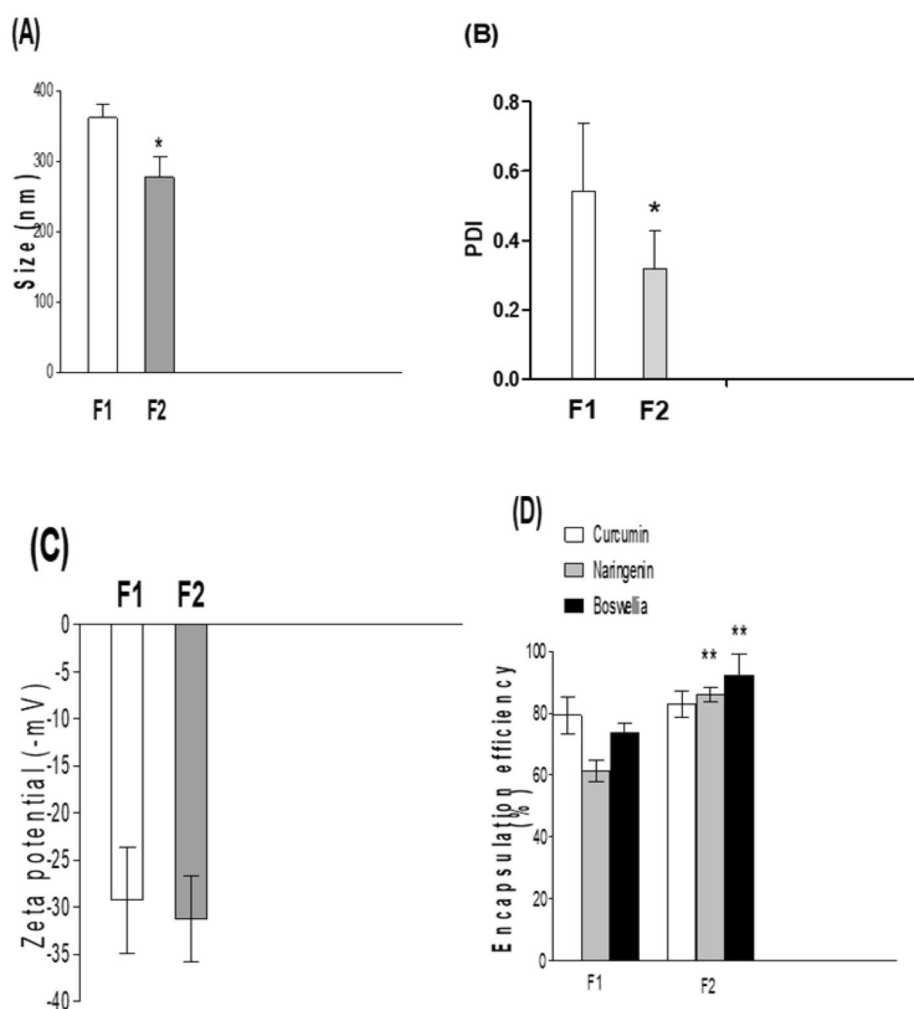 (A)
400
300
200
100
0
Size (nm)
*
F1 F2
(B)
0.8
0.6
0.4
0.2
0.0
PDI
*
F1 F2
(C)
F1 F2
0
-5
-10
-15
-20
-25
-30
-35
-40
Zeta potential (-mV)
(D)
Curcumin
Naringenin
Boswellia
100
80
60
40
20
0
Encapsulation efficiency
(%)
** **
F1 F2